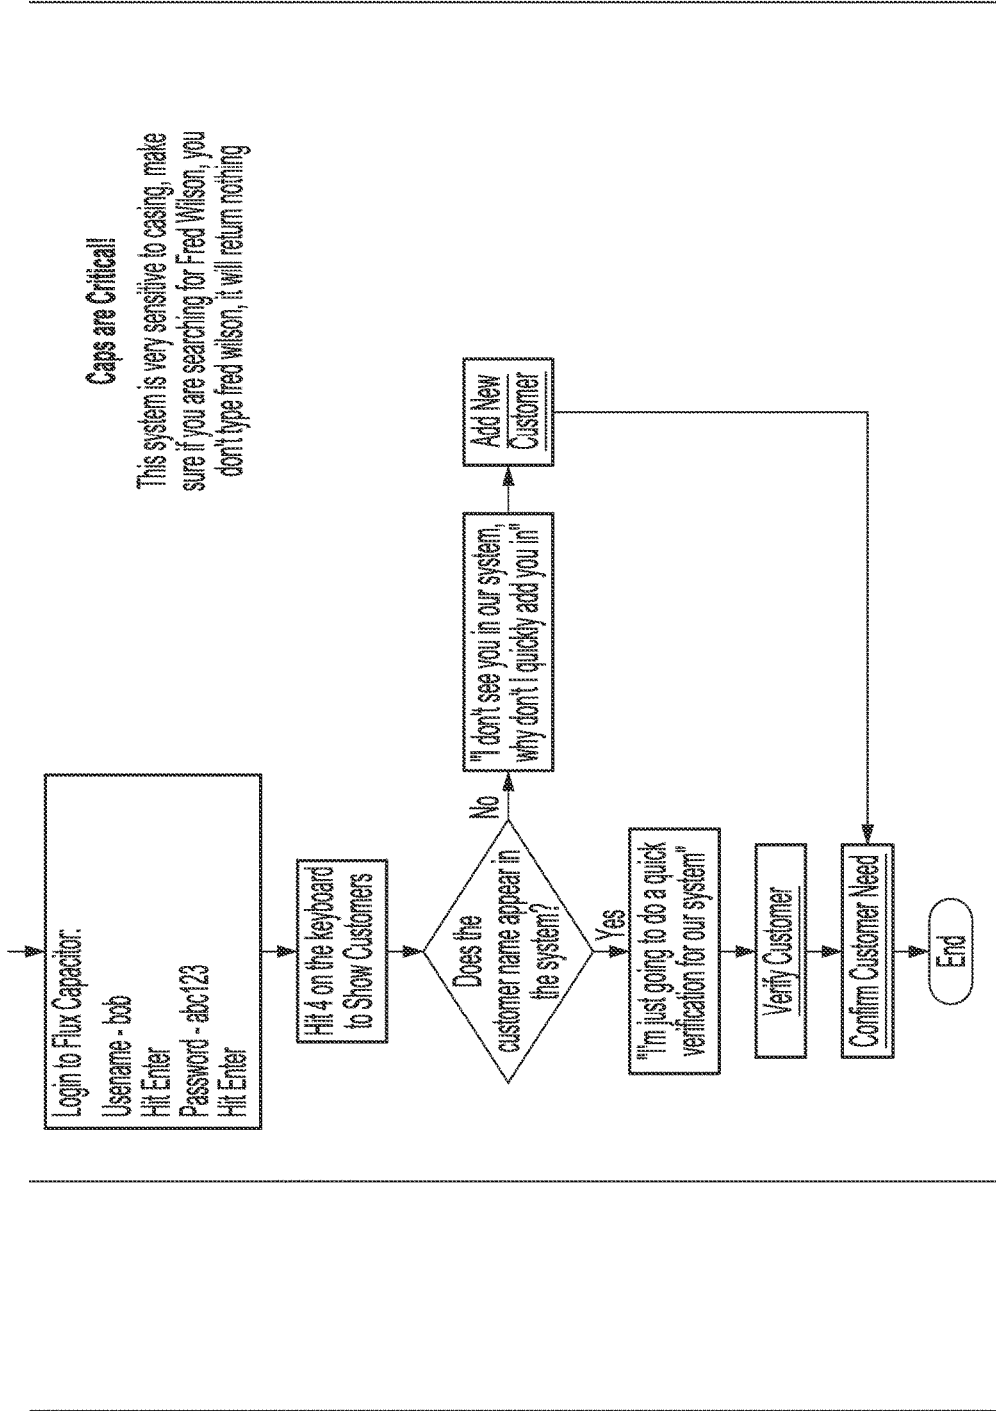 Caps are Critical!
This system is very sensitive to casing, make
sure if you are searching for Fred Wilson, you
don't type fred wilson, it will return nothing
Login to Flux Capacitor:
Usename - bob
Hit Enter
Password - abc123
Hit Enter
Hit 4 on the keyboard
to Show Customers
Does the
customer name appear in
the system?
No
"I don't see you in our system,
why don't I quickly add you in"
Add New
Customer
Yes
"I'm just going to do a quick
verification for our system"
Verify Customer
Confirm Customer Need
End